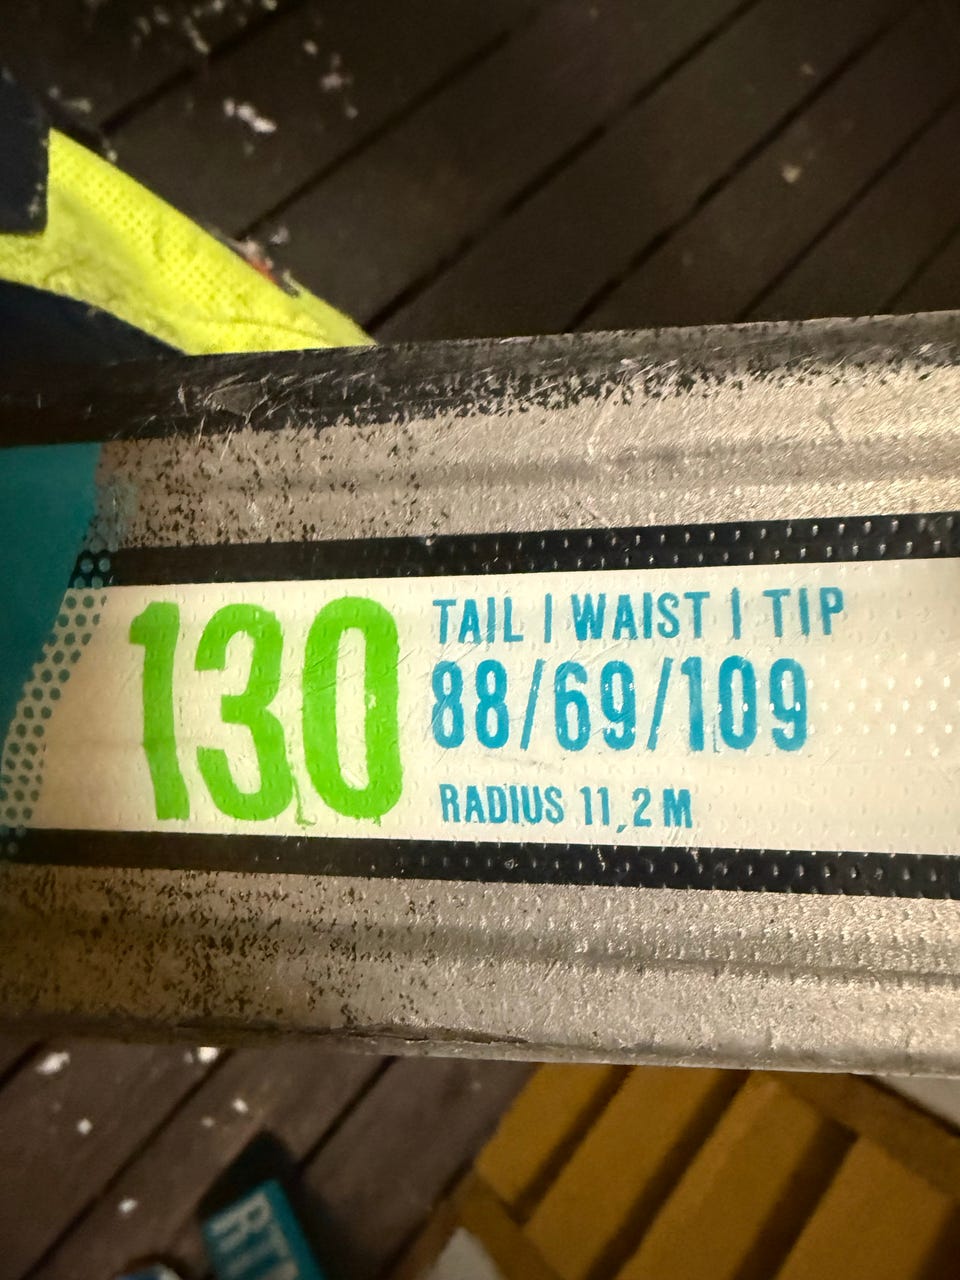 130
TAIL | WAIST | TIP
88/69/109
RADIUS 11,2 M